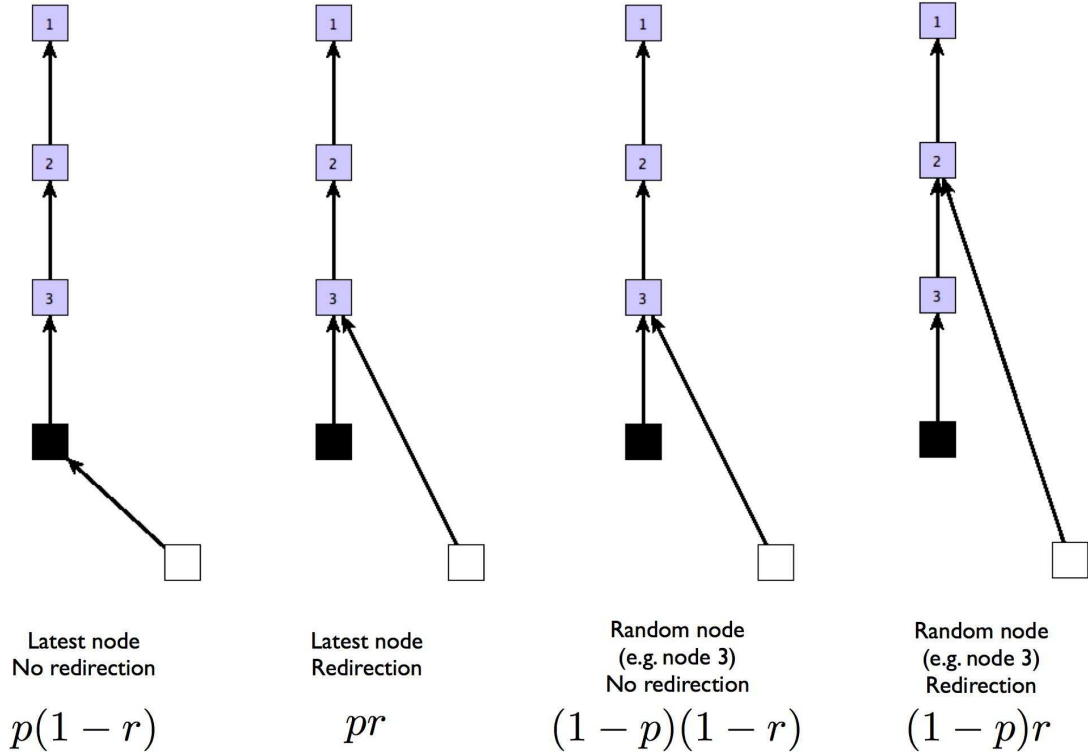 1
2
3
Latest node
No redirection
p(1 − r)
1
2
3
Latest node
Redirection
pr
1
2
3
Random node
(e.g. node 3)
No redirection
(1 − p)(1 − r)
1
2
3
Random node
(e.g. node 3)
Redirection
(1 − p)r